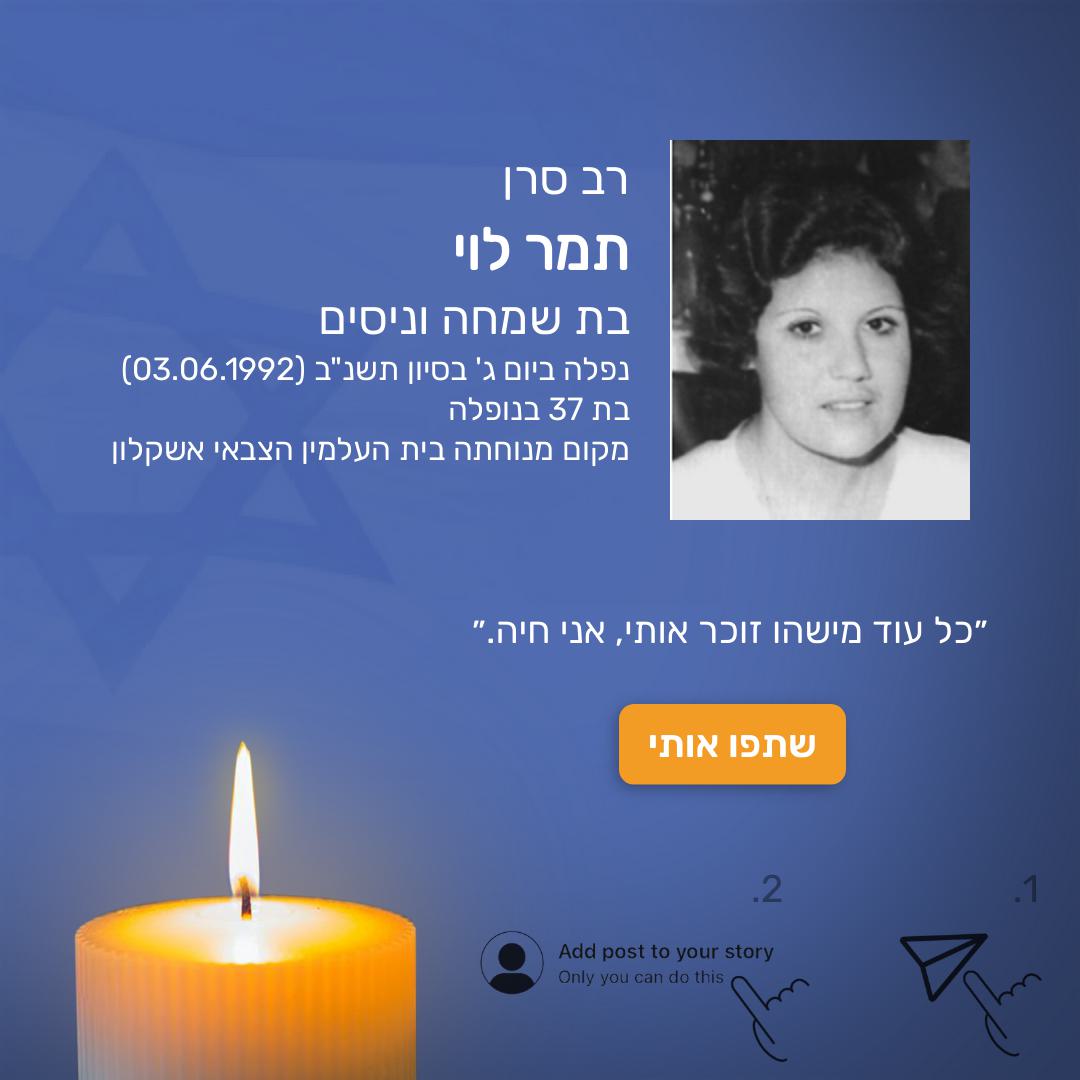 רב סרן
תמר לוי
בת שמחה וניסים
נפלה ביום ג' בסיון תשנ"ב (03.06.1992)
בת 37 בנופלה
מקום מנוחתה בית העלמין הצבאי אשקלון
״כל עוד מישהו זוכר אותי, אני חיה.״
שתפו אותי
1.
2.
Add post to your story
Only you can do this